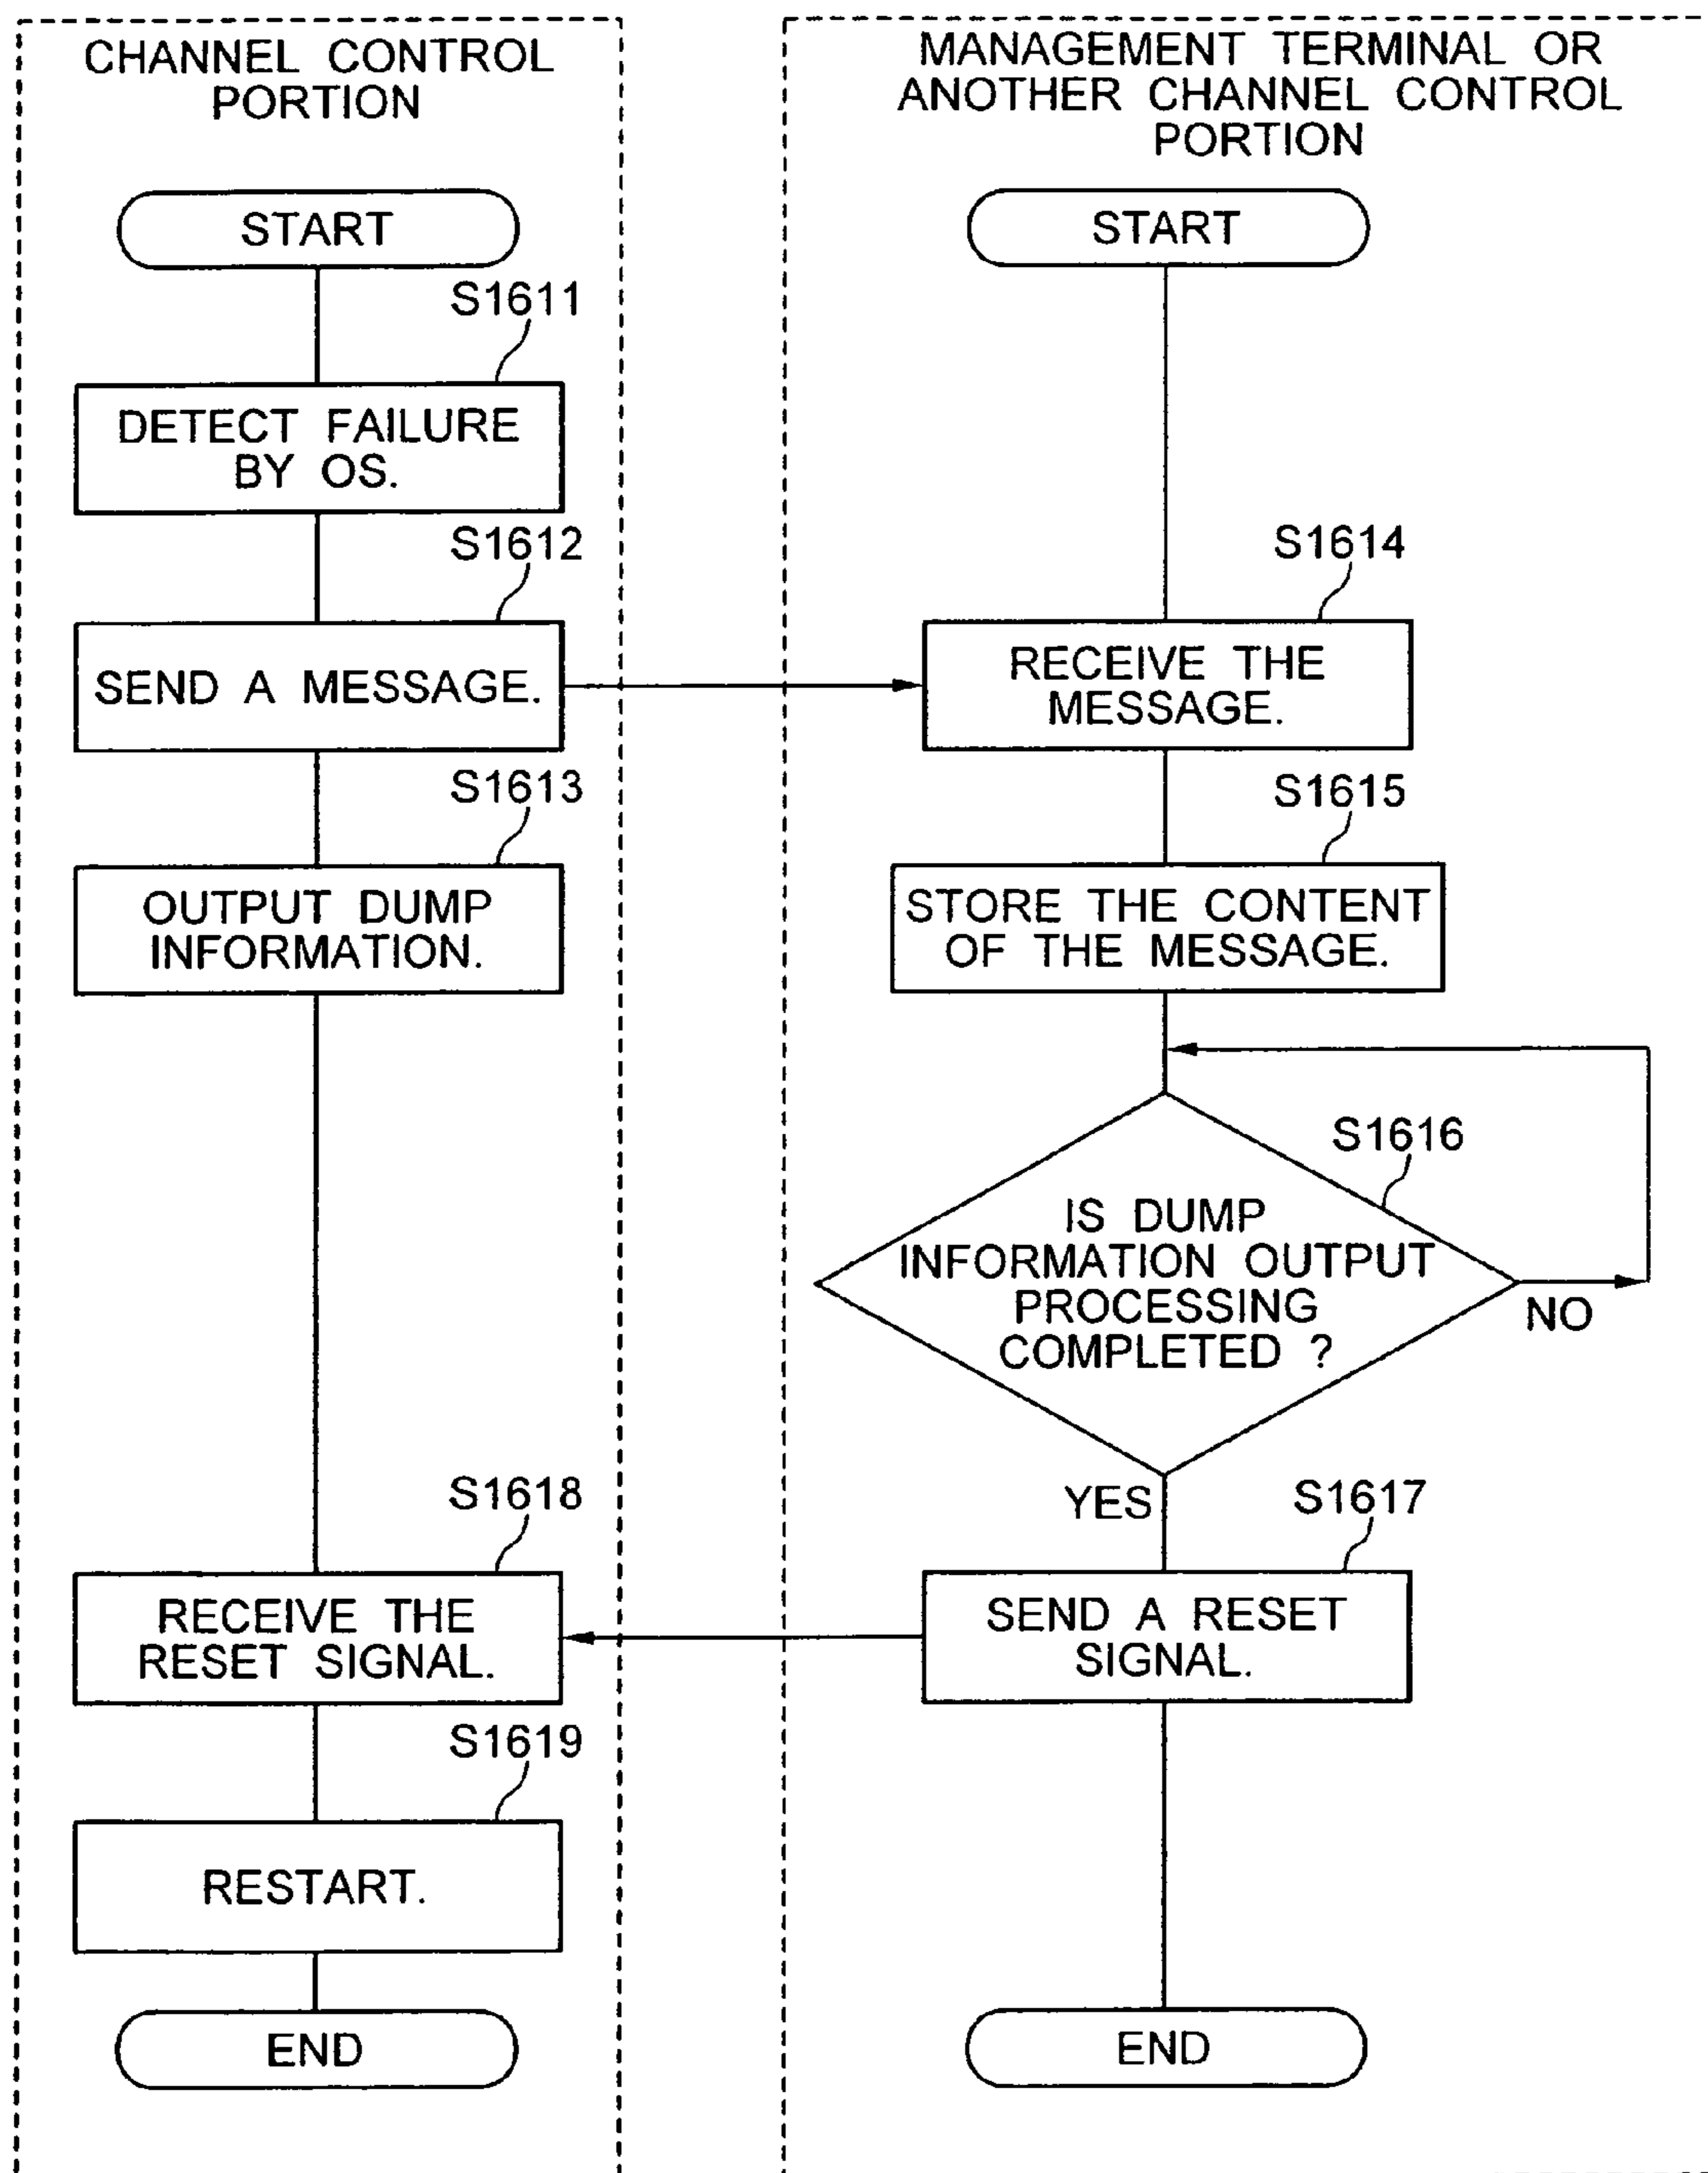 CHANNEL CONTROL
PORTION
START
S1611
DETECT FAILURE
BY OS.
S1612
SEND A MESSAGE.
S1613
OUTPUT DUMP
INFORMATION.
S1618
RECEIVE THE
RESET SIGNAL.
S1619
RESTART.
END
MANAGEMENT TERMINAL OR
ANOTHER CHANNEL CONTROL
PORTION
START
S1614
RECEIVE THE
MESSAGE.
S1615
STORE THE CONTENT
OF THE MESSAGE.
S1616
IS DUMP
INFORMATION OUTPUT
PROCESSING
COMPLETED ?
NO
YES
S1617
SEND A RESET
SIGNAL.
END